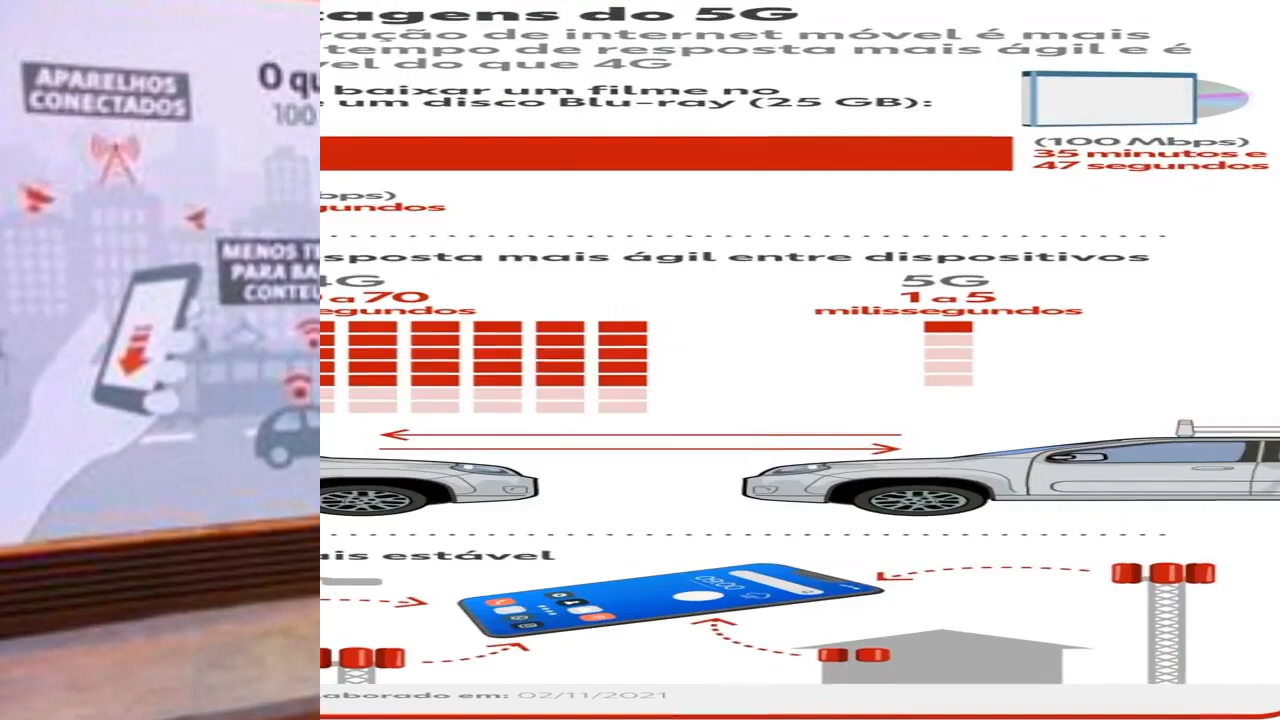 APARELHOS
CONECTADOS
O qu
100
MENOS T
PARA BA
CONTE
tagens do 5G
ração de internet móvel é mais
tempo de resposta mais ágil e é
vel do que 4G
baixar um filme no
e um disco Blu-ray (25 GB):
(100 Mbps)
35 minutos e
47 segundos
bps)
gundos
sposta mais ágil entre dispositivos
4G
a 70
egundos
5G
1 a 5
milissegundos
ais estável
09:00
aborado em: 02/11/2021